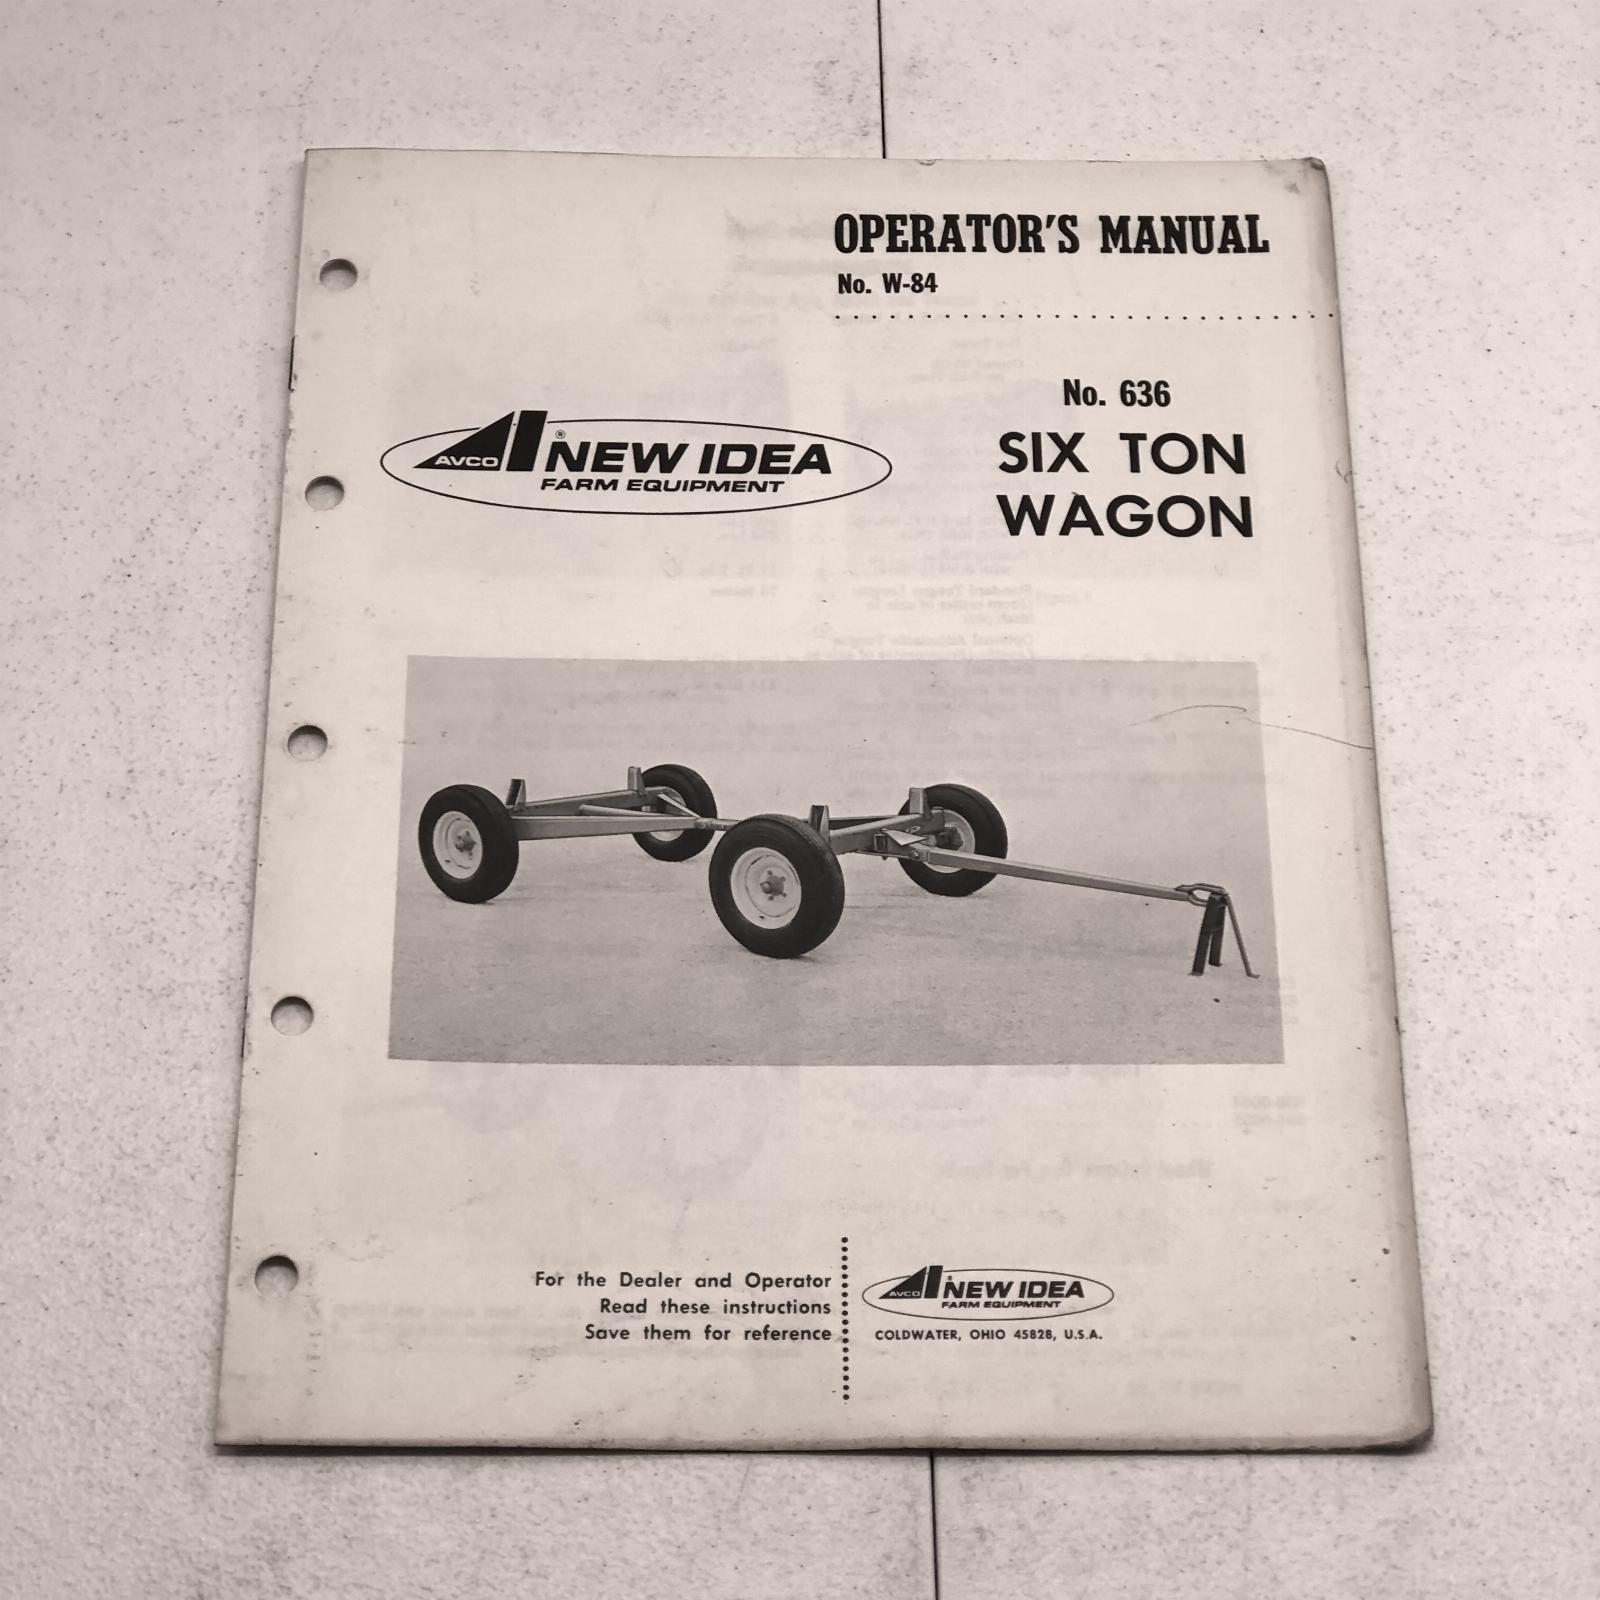 OPERATOR'S MANUAL
No. W-84
No. 636
SIX TON
WAGON
AVCO ® NEW IDEA
FARM EQUIPMENT
For the Dealer and Operator
Read these instructions
Save them for reference
AVCO NEW IDEA
FARM EQUIPMENT
COLDWATER, OHIO 45828, U.S.A.